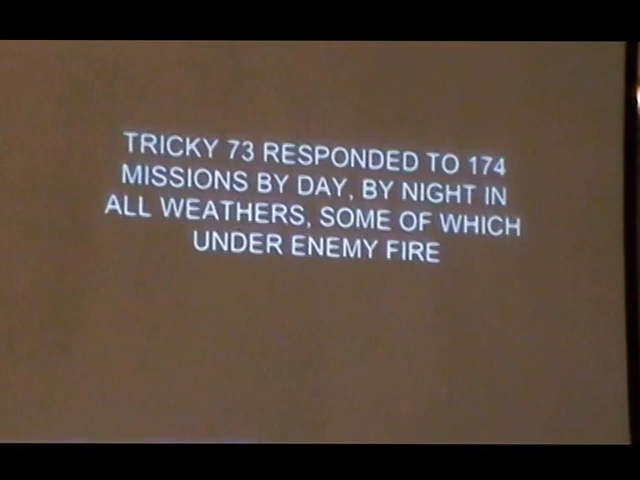 TRICKY 73 RESPONDED TO 174
MISSIONS BY DAY, BY NIGHT IN
ALL WEATHERS, SOME OF WHICH
UNDER ENEMY FIRE